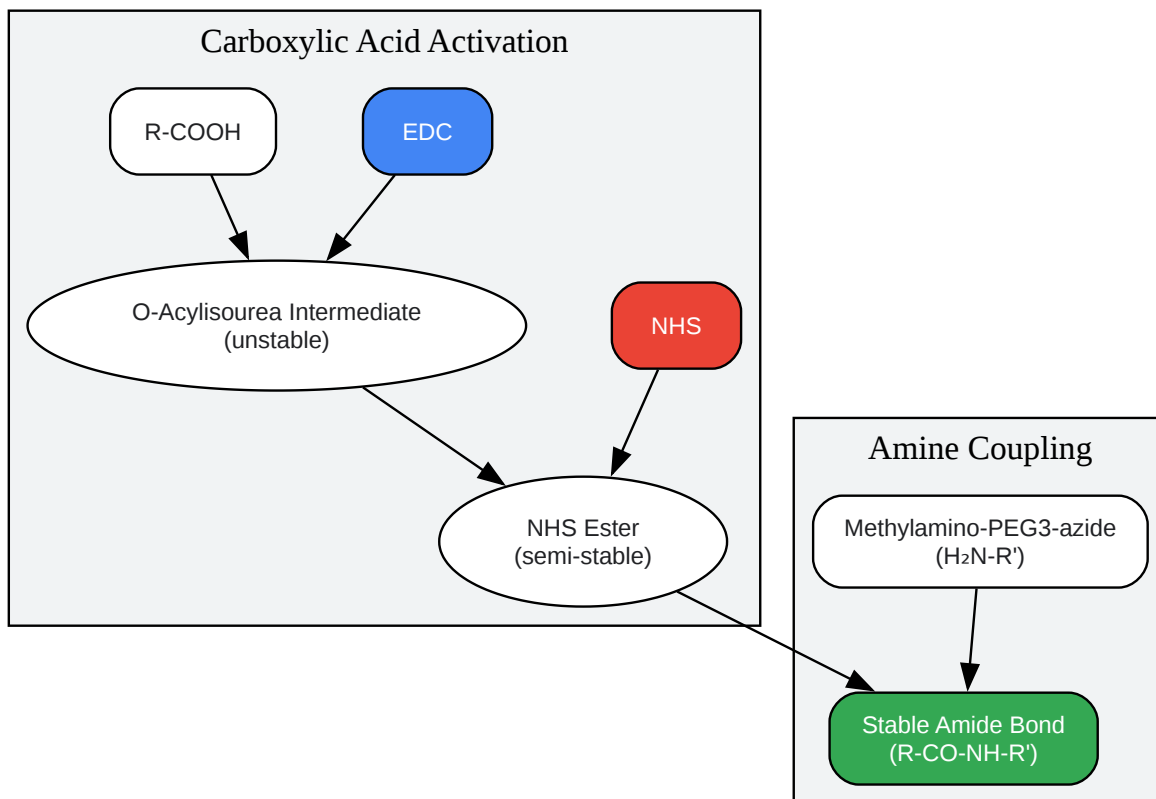 Carboxylic Acid Activation
R-COOH
EDC
O-Acylisourea Intermediate
(unstable)
NHS
NHS Ester
(semi-stable)
Amine Coupling
Methylamino-PEG3-azide
(H₂N-R')
Stable Amide Bond
(R-CO-NH-R')